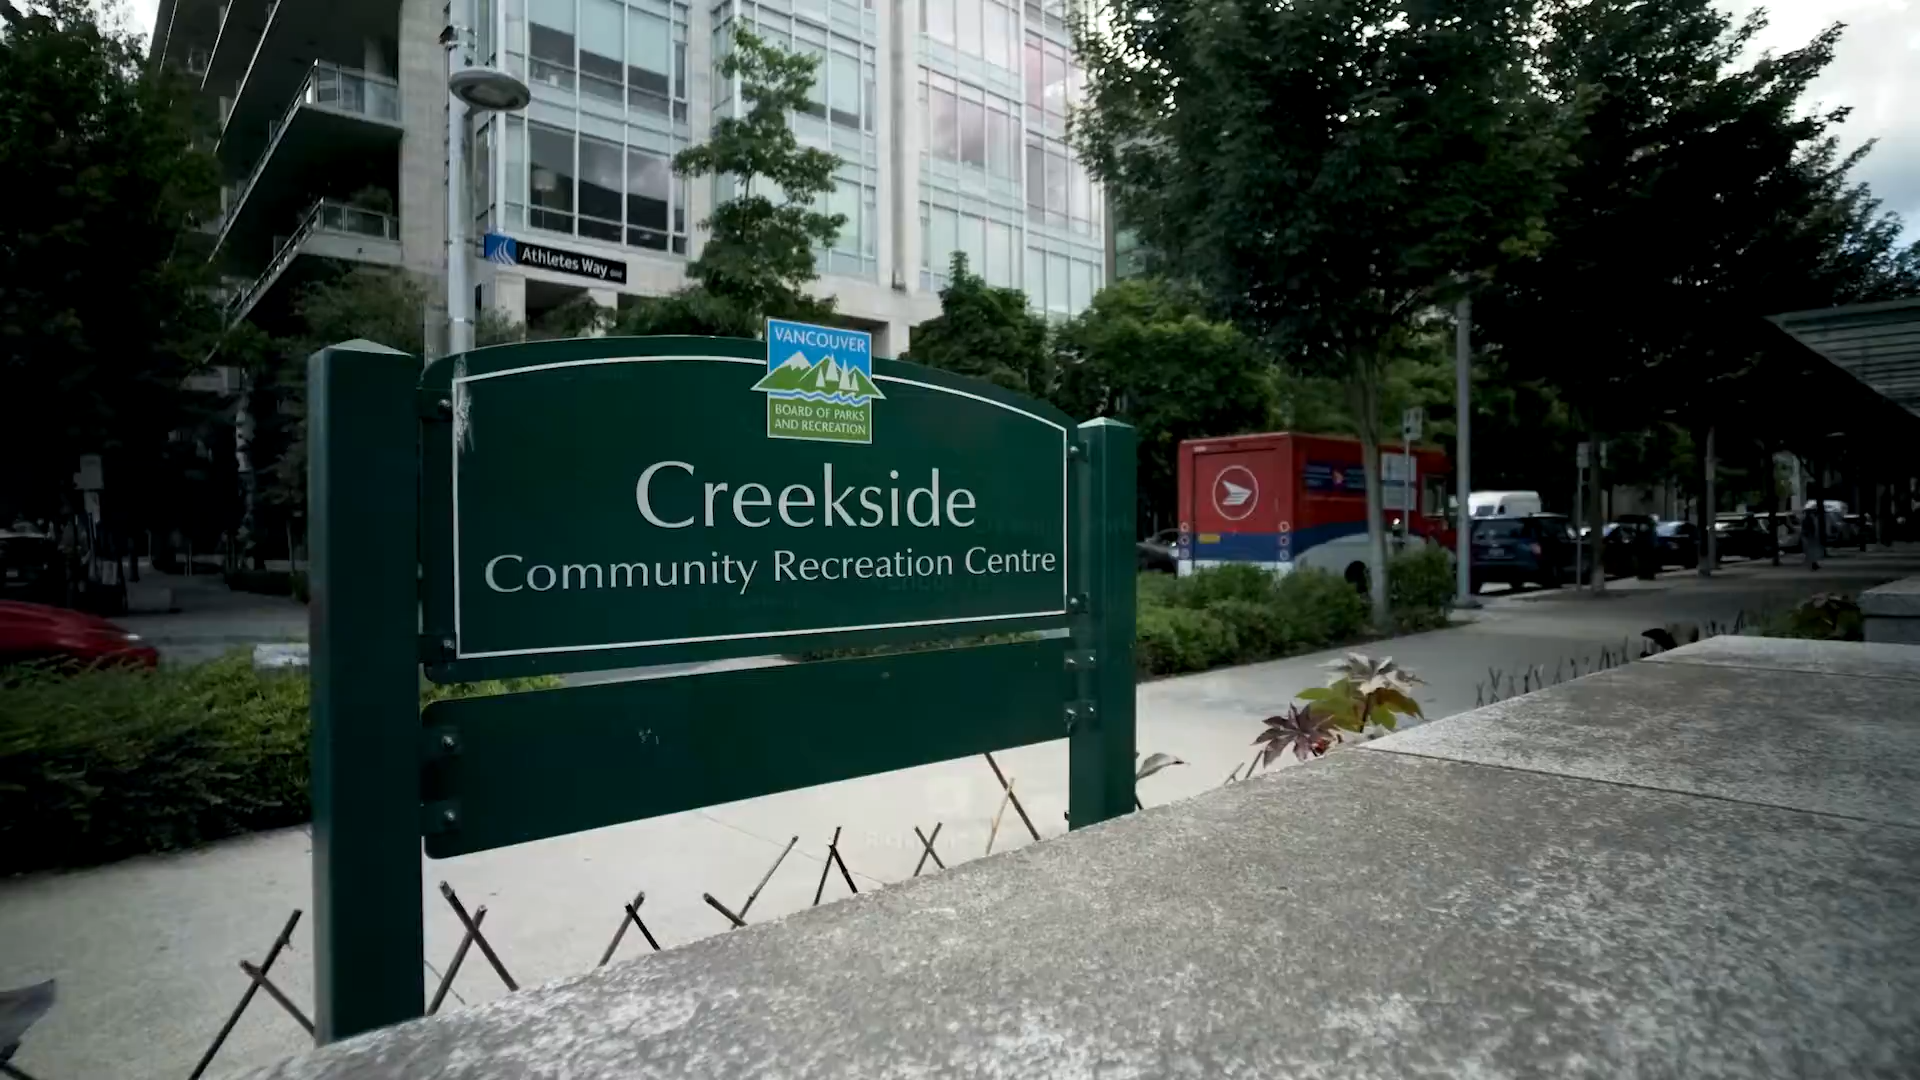 Athletes Way
VANCOUVER
BOARD OF PARKS
AND RECREATION
Creekside
Community Recreation Centre